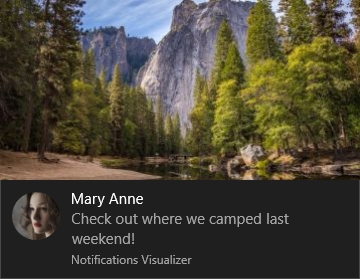 Mary Anne
Check out where we camped last
weekend!
Notifications Visualizer